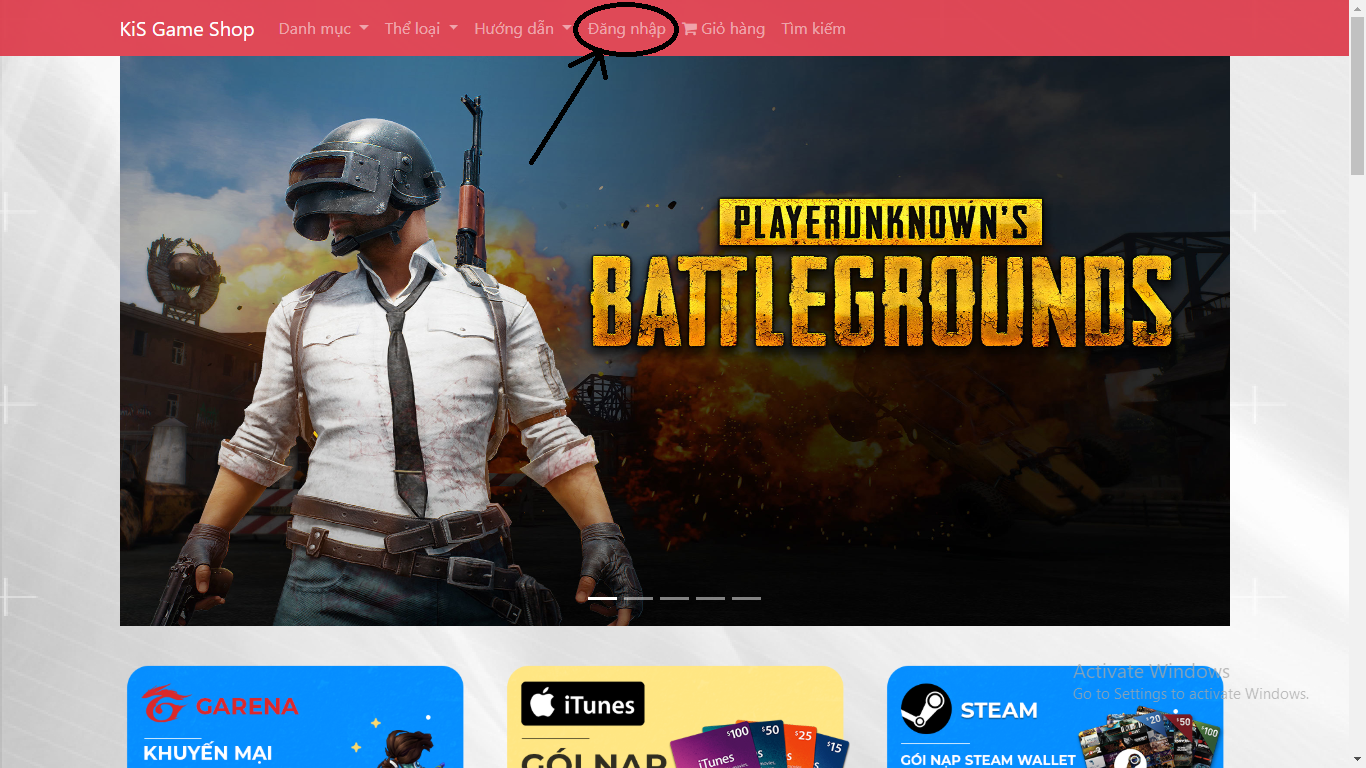 KiS Game Shop Danh mục Thể loại Hướng dẫn Đăng nhập Giỏ hàng Tìm kiếm
PLAYERUNKNOWN'S
BATTLEGROUNDS
GARENA
KHUYẾN MẠI
iTunes
GÓI NẠP
$100 $50 $25 $15
iTunes
STEAM
GÓI NẠP STEAM WALLET
$20 $50 $100
Activate Windows
Go to Settings to activate Windows.